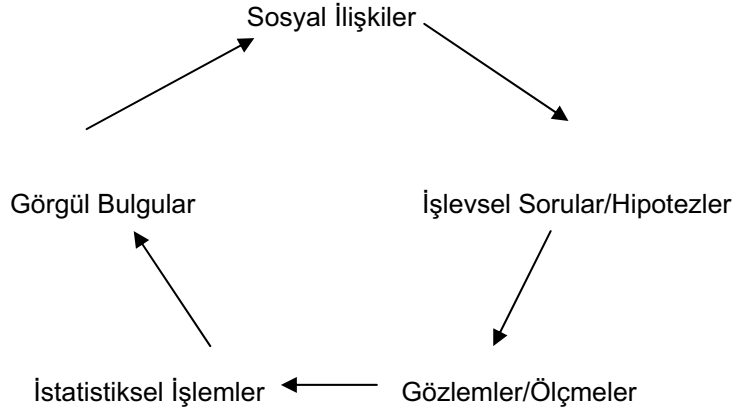 Sosyal İlişkiler
Görgül Bulgular
İşlevsel Sorular/Hipotezler
İstatistiksel İşlemler
Gözlemler/Ölçmeler